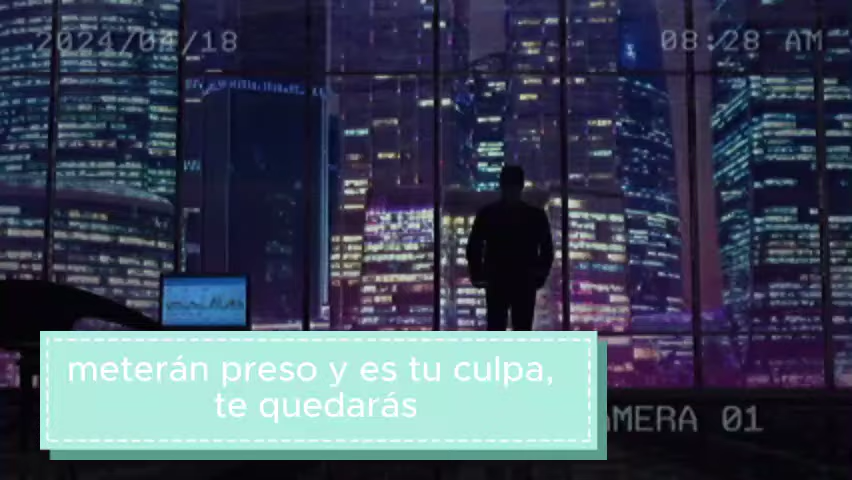 2024/04/18
08:28 AM
meterán preso y es tu culpa,
te quedarás
AMERA 01